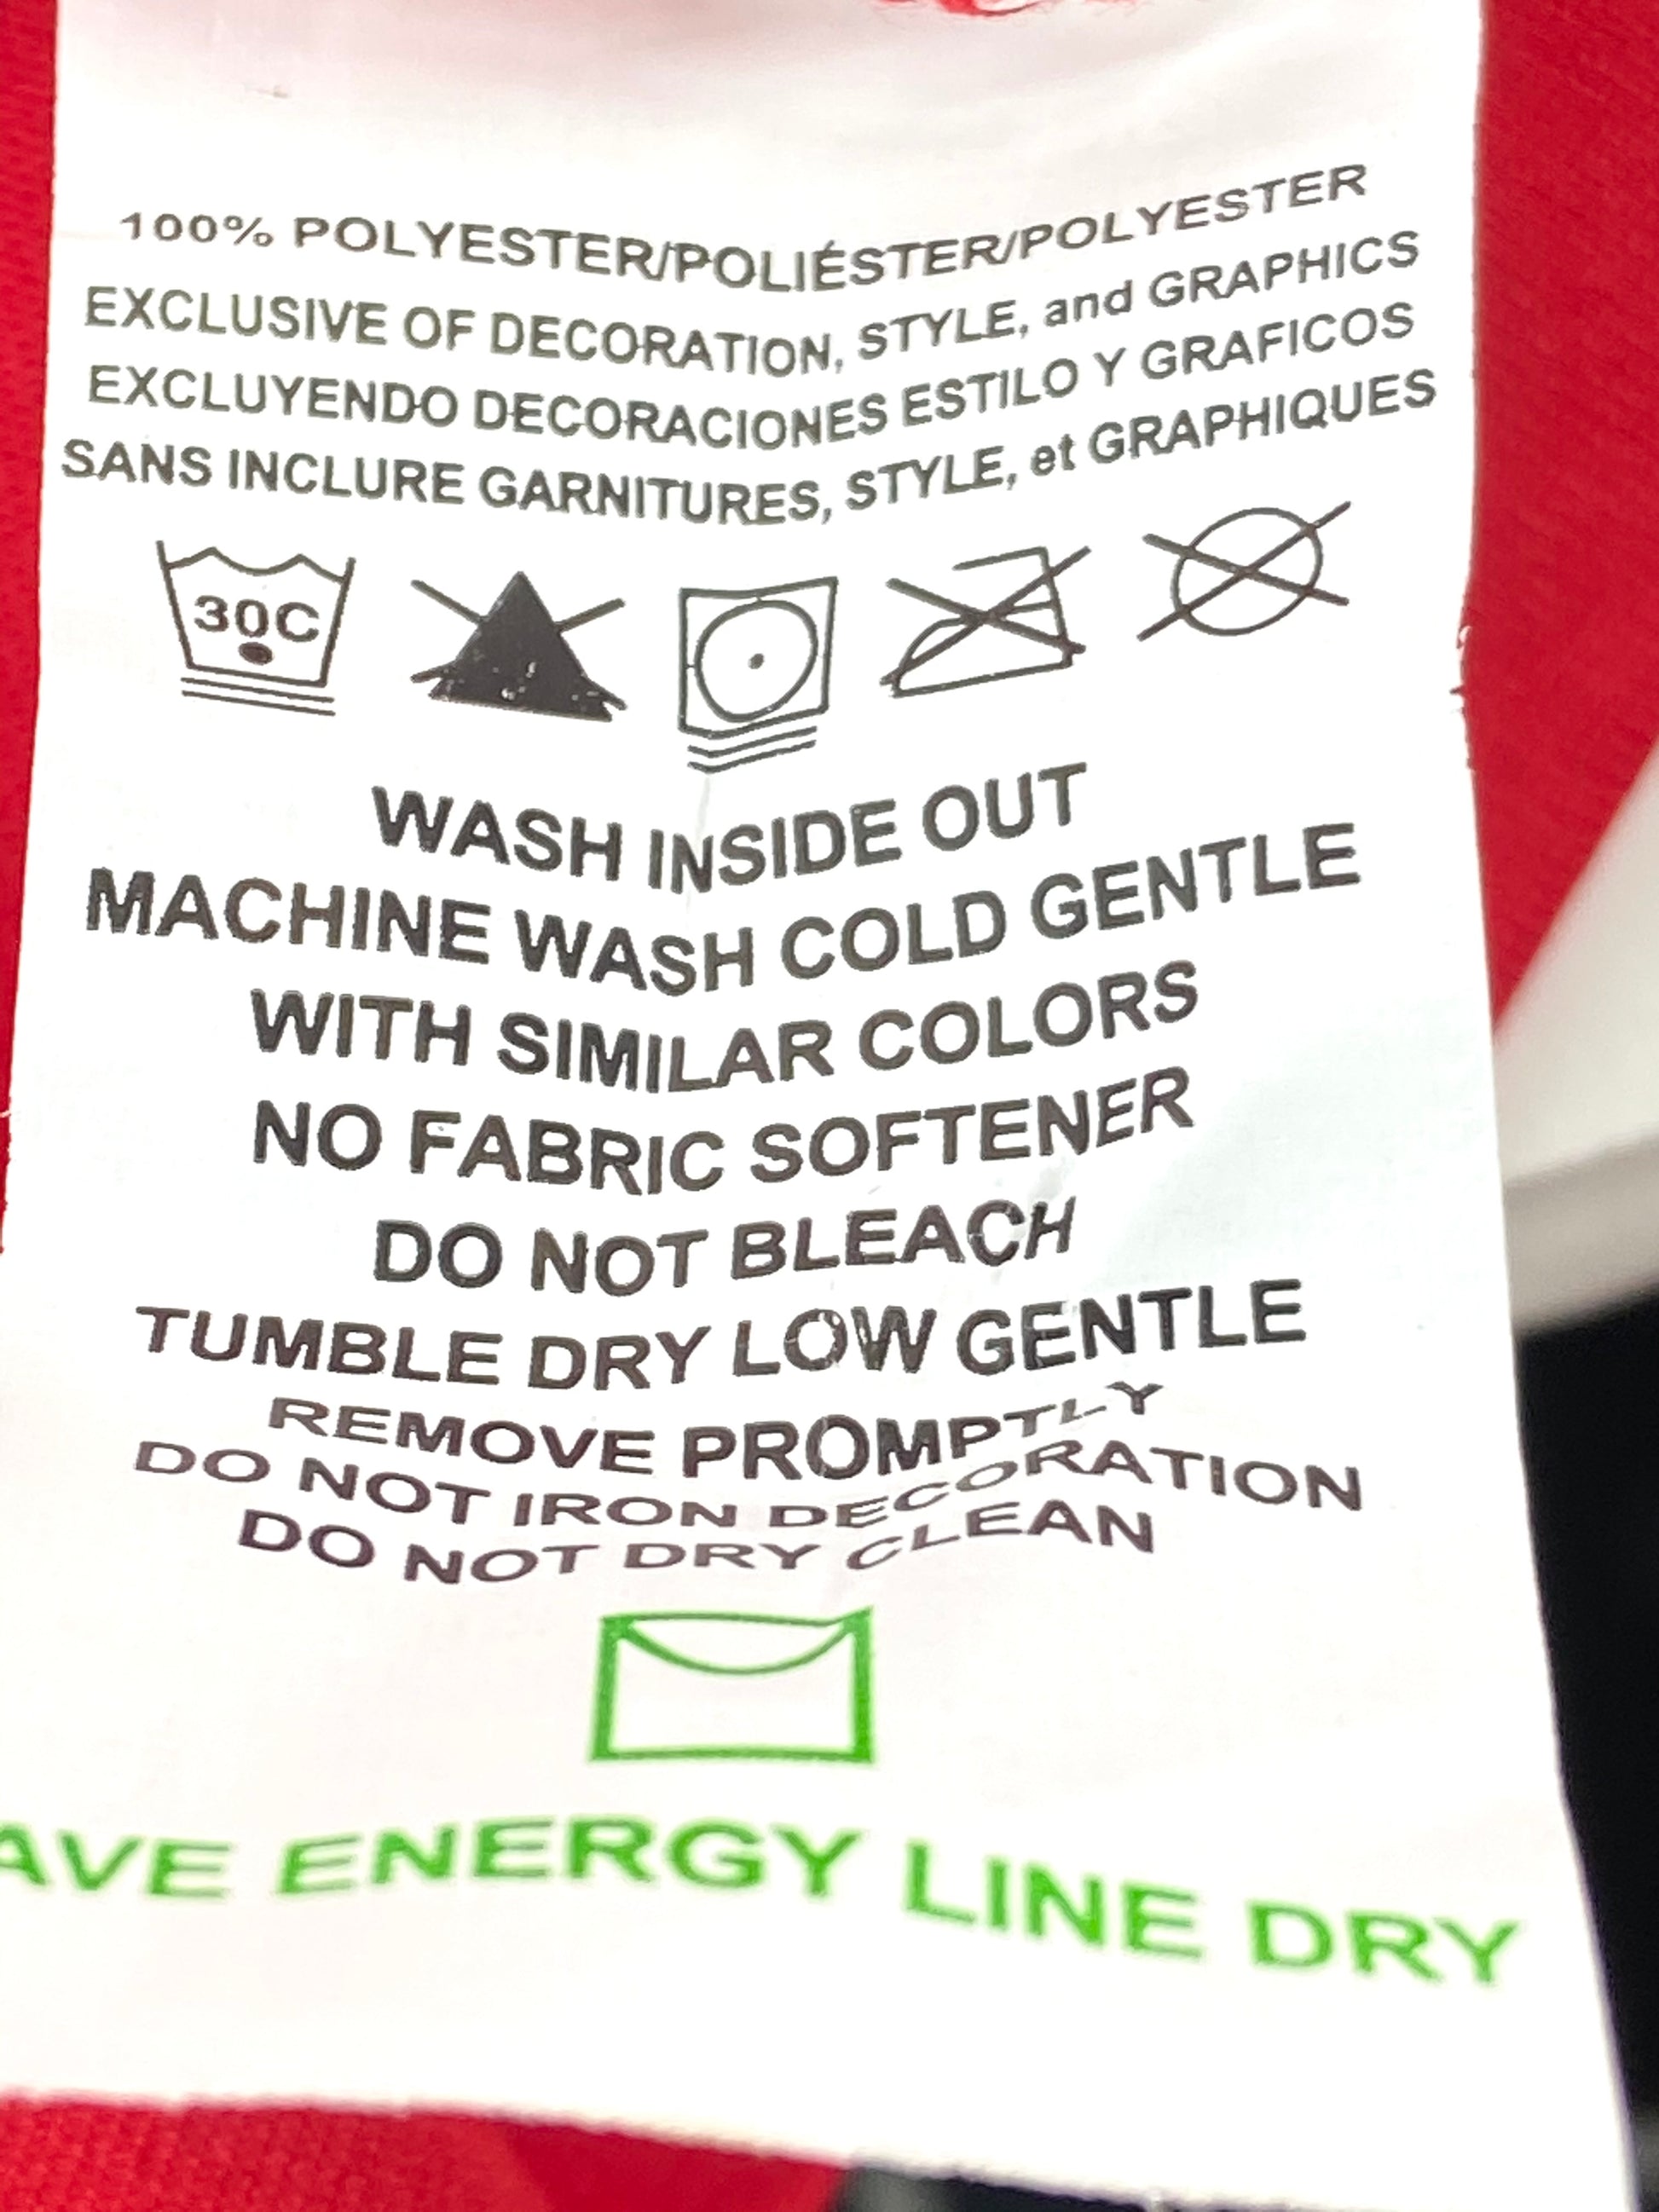 100% POLYESTER/POLIÉSTER/POLYESTER
EXCLUSIVE OF DECORATION, STYLE, and GRAPHICS
EXCLUYENDO DECORACIONES ESTILO Y GRAFICOS
SANS INCLURE GARNITURES, STYLE, et GRAPHIQUES
30C
WASH INSIDE OUT
MACHINE WASH COLD GENTLE
WITH SIMILAR COLORS
NO FABRIC SOFTENER
DO NOT BLEACH
TUMBLE DRY LOW GENTLE
REMOVE PROMPTLY
DO NOT IRON DECORATION
DO NOT DRY CLEAN
AVE ENERGY LINE DRY